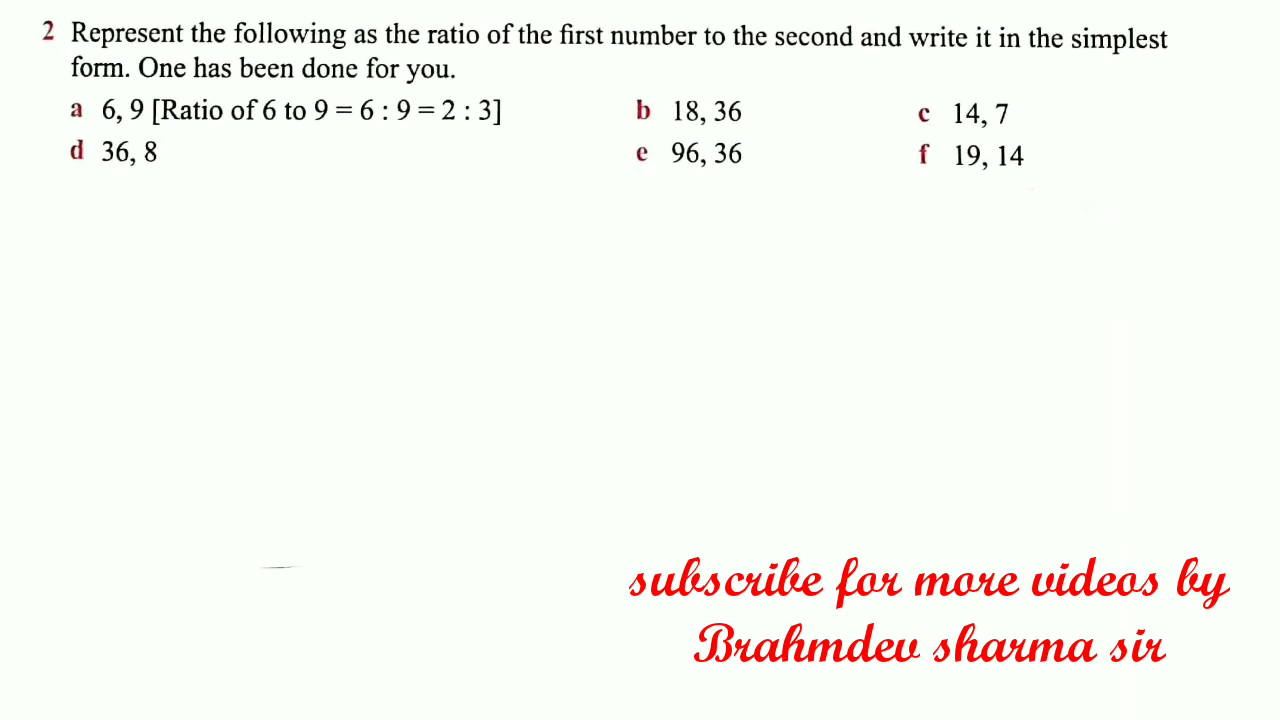 2 Represent the following as the ratio of the first number to the second and write it in the simplest
form. One has been done for you.
a 6, 9 [Ratio of 6 to 9 = 6 : 9 = 2 : 3] b 18, 36 c 14, 7
d 36, 8 e 96, 36 f 19, 14
subscribe for more videos by
Brahmdev sharma sir